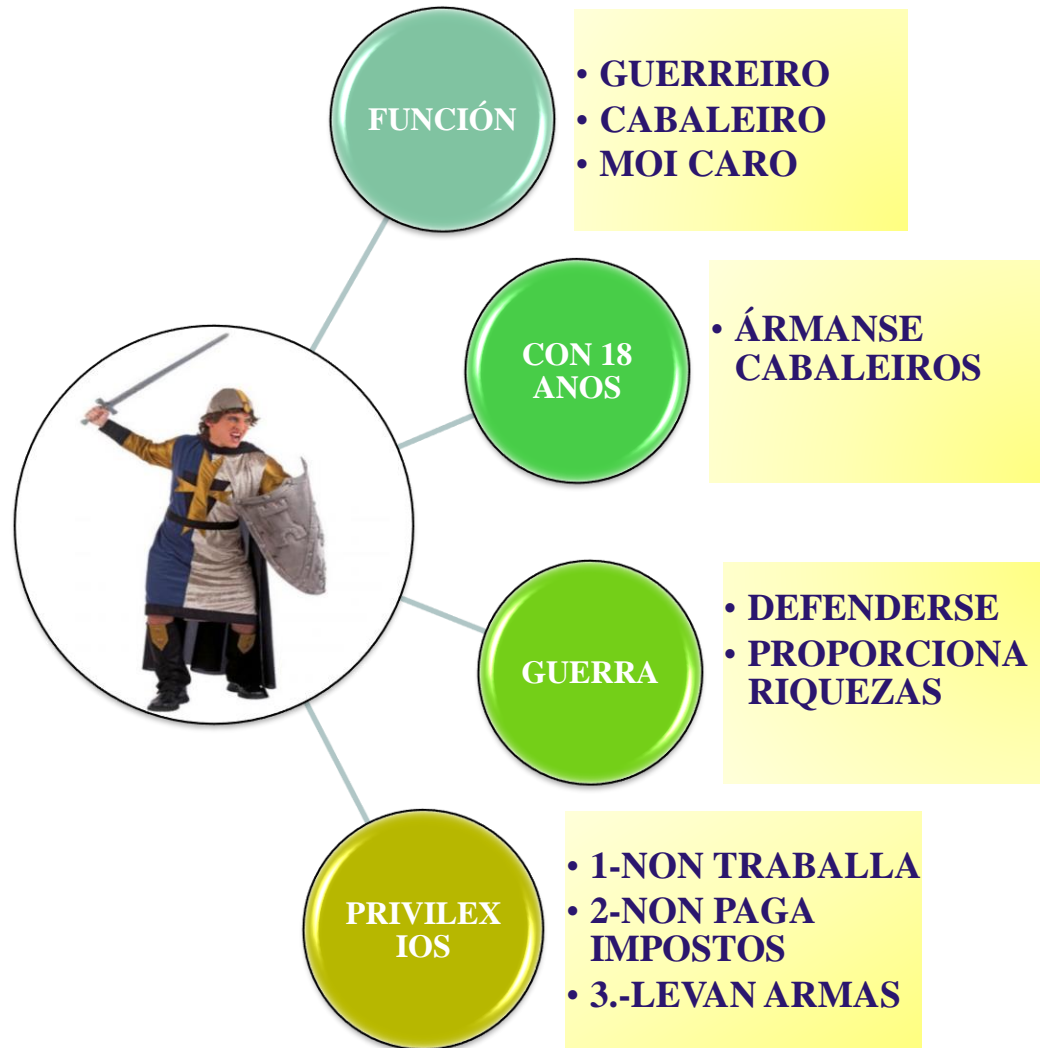 FUNCIÓN
• GUERREIRO
• CABALEIRO
• MOI CARO
CON 18
ANOS
• ÁRMANSE
CABALEIROS
GUERRA
• DEFENDERSE
• PROPORCIONA
RIQUEZAS
PRIVILEX
IOS
• 1-NON TRABALLA
• 2-NON PAGA
IMPOSTOS
• 3.-LEVAN ARMAS